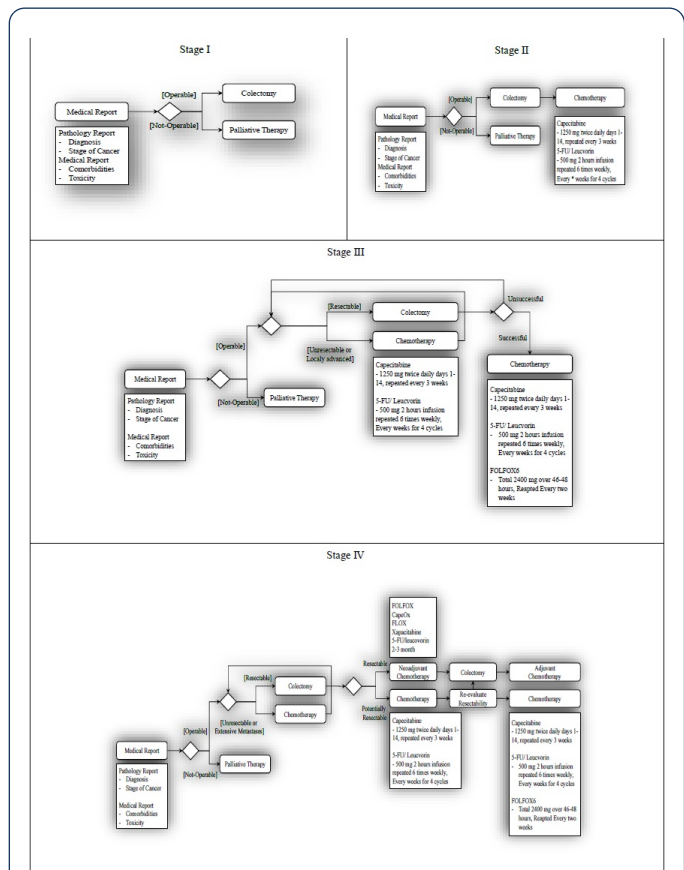 Stage I
[Operable]
Colectomy
Medical Report
[Not-Operable]
Palliative Therapy
Pathology Report
- Diagnosis
- Stage of Cancer
Medical Report
- Comorbidities
- Toxicity
Stage II
[Operable]
Colectomy
Chemotherapy
Medical Report
[Not-Operable]
Palliative Therapy
Pathology Report
- Diagnosis
- Stage of Cancer
Medical Report
- Comorbidities
- Toxicity
Capecitabine
- 1250 mg twice daily days 1-
14, repeated every 3 weeks
5-FU/ Leucvorin
- 500 mg 2 hours infusion
repeated 6 times weekly,
Every * weeks for 4 cycles
Stage III
[Resectable]
Colectomy
Unsuccessful
[Operable]
Chemotherapy
Successful
[Unresectable or
Localy advanced]
Chemotherapy
Medical Report
[Not-Operable]
Palliative Therapy
Pathology Report
- Diagnosis
- Stage of Cancer
Medical Report
- Comorbidities
- Toxicity
Capecitabine
- 1250 mg twice daily days 1-
14, repeated every 3 weeks
5-FU/ Leucvorin
- 500 mg 2 hours infusion
repeated 6 times weekly,
Every weeks for 4 cycles
Capecitabine
- 1250 mg twice daily days 1-
14, repeated every 3 weeks
5-FU/ Leucvorin
- 500 mg 2 hours infusion
repeated 6 times weekly,
Every weeks for 4 cycles
FOLFOX6
- Total 2400 mg over 46-48
hours, Reapted Every two
weeks
Stage IV
FOLFOX
CapeOx
FLOX
Xapacitabine
5-FU/leucovorin
2-3 month
Resectable
Neoadjuvant
Chemotherapy
Colectomy
Adjuvant
Chemotherapy
[Resectable]
Colectomy
Chemotherapy
[Unresectable or
Extensive Metastases]
Potentially
Resectable
Chemotherapy
Re-evaluate
Resectability
Chemotherapy
[Operable]
Medical Report
[Not-Operable]
Palliative Therapy
Pathology Report
- Diagnosis
- Stage of Cancer
Medical Report
- Comorbidities
- Toxicity
Capecitabine
- 1250 mg twice daily days 1-
14, repeated every 3 weeks
5-FU/ Leucvorin
- 500 mg 2 hours infusion
repeated 6 times weekly,
Every weeks for 4 cycles
Capecitabine
- 1250 mg twice daily days 1-
14, repeated every 3 weeks
5-FU/ Leucvorin
- 500 mg 2 hours infusion
repeated 6 times weekly,
Every weeks for 4 cycles
FOLFOX6
- Total 2400 mg over 46-48
hours, Reapted Every two
weeks